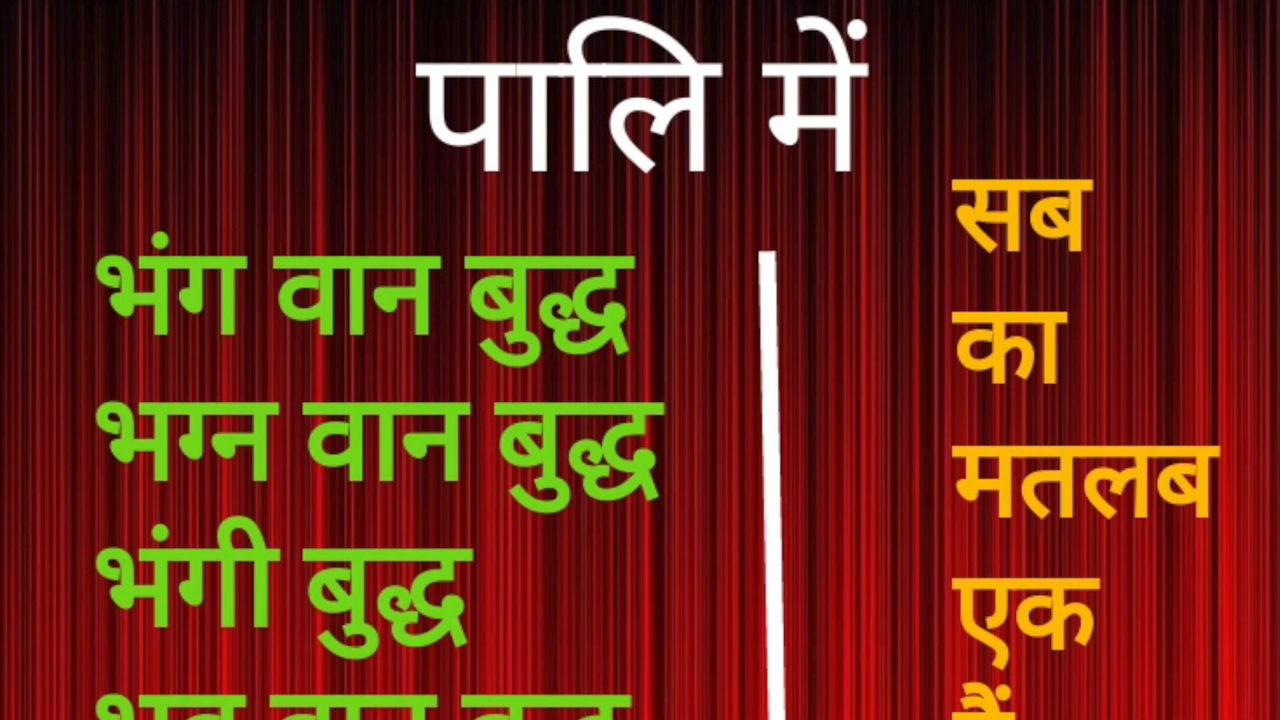 पालि में
भंग वान बुद्ध
भग्न वान बुद्ध
भंगी बुद्ध
सब
का
मतलब
एक